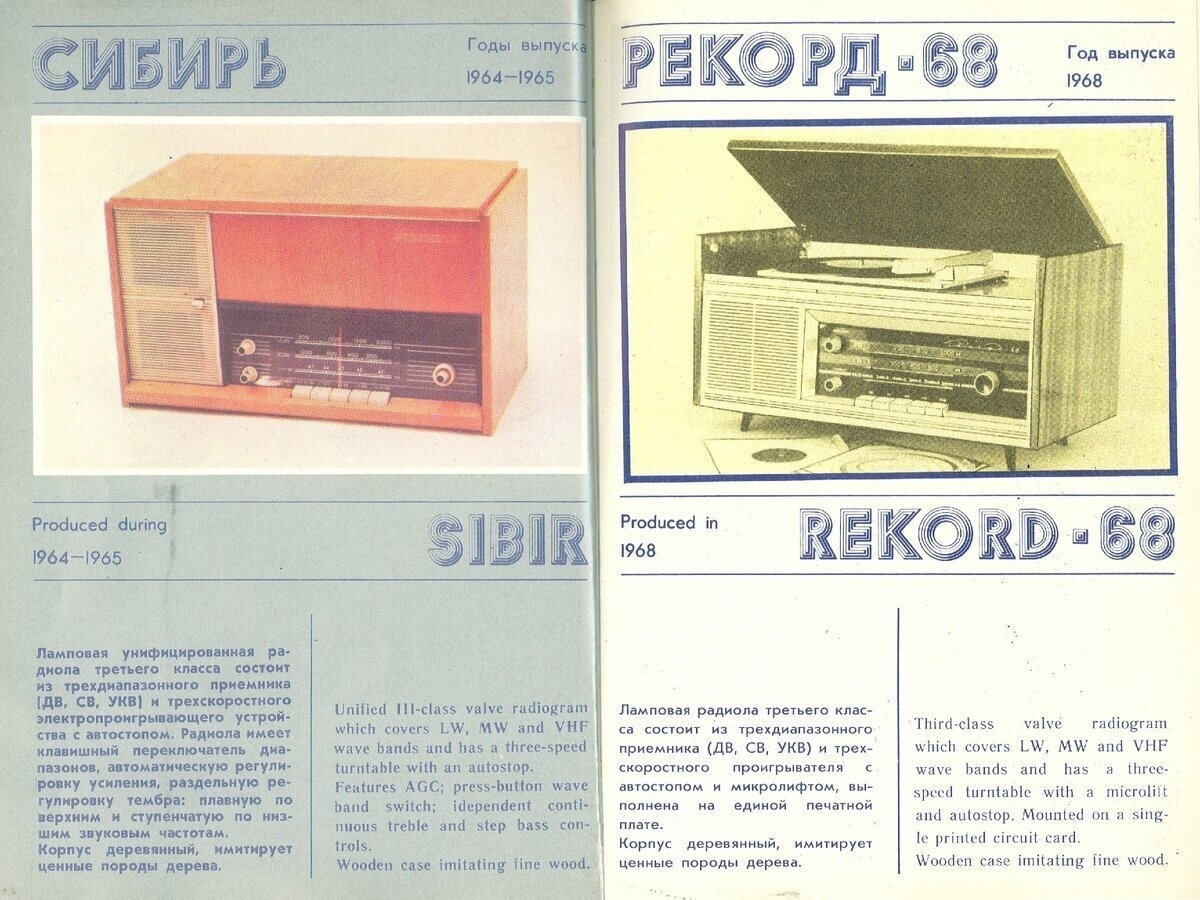 СИБИРЬ
Годы выпуска
1964—1965
Produced during
1964—1965
SIBIR
Ламповая унифицированная ра-
диола третьего класса состоит
из трехдиапазонного приемника
(ДВ, СВ, УКВ) и трехскоростного
электропроигрывающего устрой-
ства с автостопом. Радиола имеет
клавишный переключатель диа-
пазонов, автоматическую регули-
ровку усиления, раздельную ре-
гулировку тембра: плавную по
верхним и ступенчатую по низ-
шим звуковым частотам.
Корпус деревянный, имитирует
ценные породы дерева.
Unified III-class valve radiogram
which covers LW, MW and VHF
wave bands and has a three-speed
turntable with an autostop.
Features AGC; press-button wave
band switch; idependent conti-
nuous treble and step bass con-
trols.
Wooden case imitating fine wood.
РЕКОРД·68
Год выпуска
1968
Produced in
1968
REKORD·68
Ламповая радиола третьего клас-
са состоит из трехдиапазонного
приемника (ДВ, СВ, УКВ) и трех-
скоростного проигрывателя с
автостопом и микролифтом, вы-
полнена на единой печатной
плате.
Корпус деревянный, имитирует
ценные породы дерева.
Third-class valve radiogram
which covers LW, MW and VHF
wave bands and has a three-
speed turntable with a microlift
and autostop. Mounted on a sing-
le printed circuit card.
Wooden case imitating fine wood.